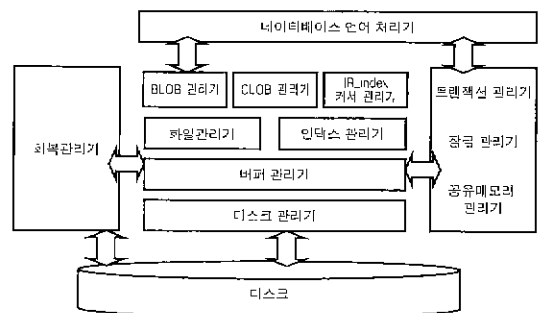 데이터베이스 언어 처리기
BLOB 관리기
CLOB 관리기
IR_index
커서 관리기
트랜잭션 관리기
화일관리기
인덱스 관리기
잠금 관리기
회복관리기
버퍼 관리기
공유메모리
관리기
디스크 관리기
디스크